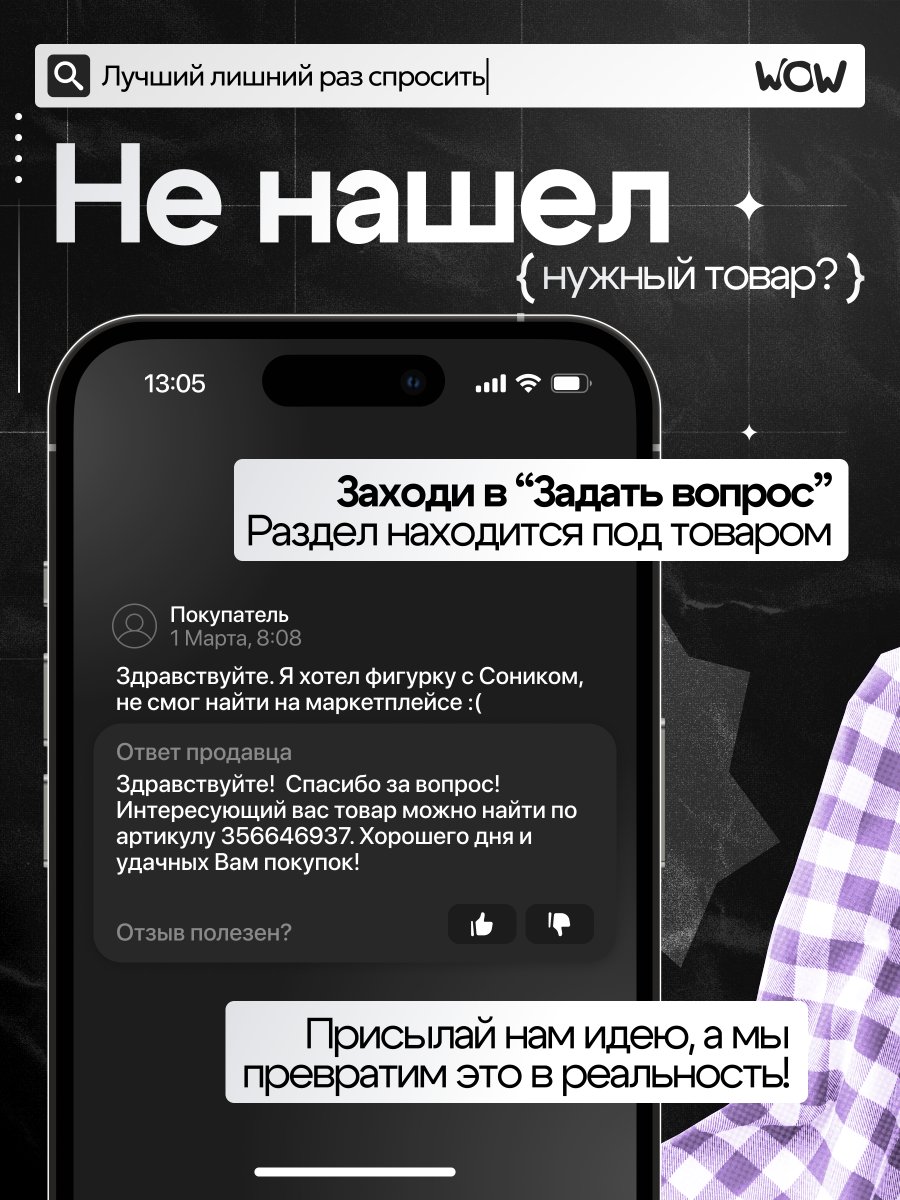 Лучший лишний раз спросить
WOW
Не нашел
{ нужный товар? }
13:05
Заходи в “Задать вопрос”
Раздел находится под товаром
Покупатель
1 Марта, 8:08
Здравствуйте. Я хотел фигурку с Соником,
не смог найти на маркетплейсе :(
Ответ продавца
Здравствуйте! Спасибо за вопрос!
Интересующий вас товар можно найти по
артикулу 356646937. Хорошего дня и
удачных Вам покупок!
Отзыв полезен?
Присылай нам идею, а мы
превратим это в реальность!